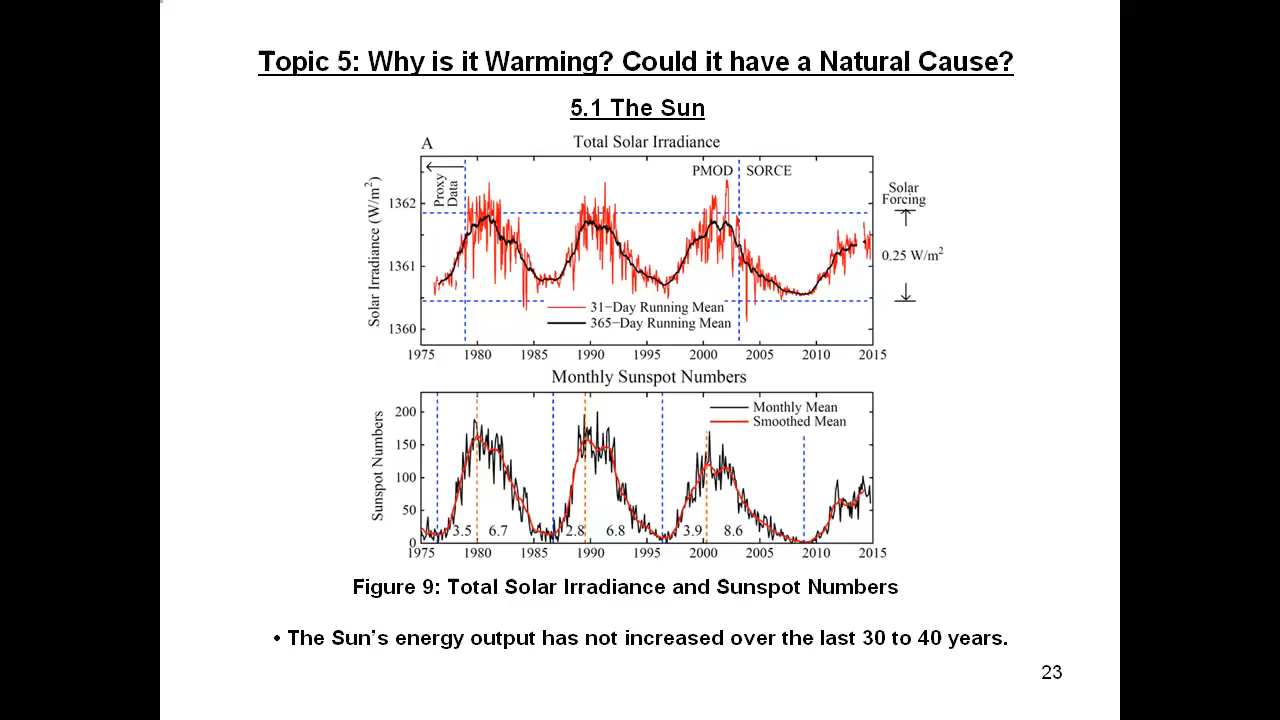 Topic 5: Why is it Warming? Could it have a Natural Cause?
5.1 The Sun
A
Total Solar Irradiance
Proxy
Data
PMOD
SORCE
Solar
Forcing
0.25 W/m²
Solar Irradiance (W/m²)
1362
1361
1360
31−Day Running Mean
365−Day Running Mean
1975 1980 1985 1990 1995 2000 2005 2010 2015
Monthly Sunspot Numbers
Sunspot Numbers
200
150
100
50
0
Monthly Mean
Smoothed Mean
3.5 6.7 2.8 6.8 3.9 8.6
1975 1980 1985 1990 1995 2000 2005 2010 2015
Figure 9: Total Solar Irradiance and Sunspot Numbers
• The Sun's energy output has not increased over the last 30 to 40 years.
23